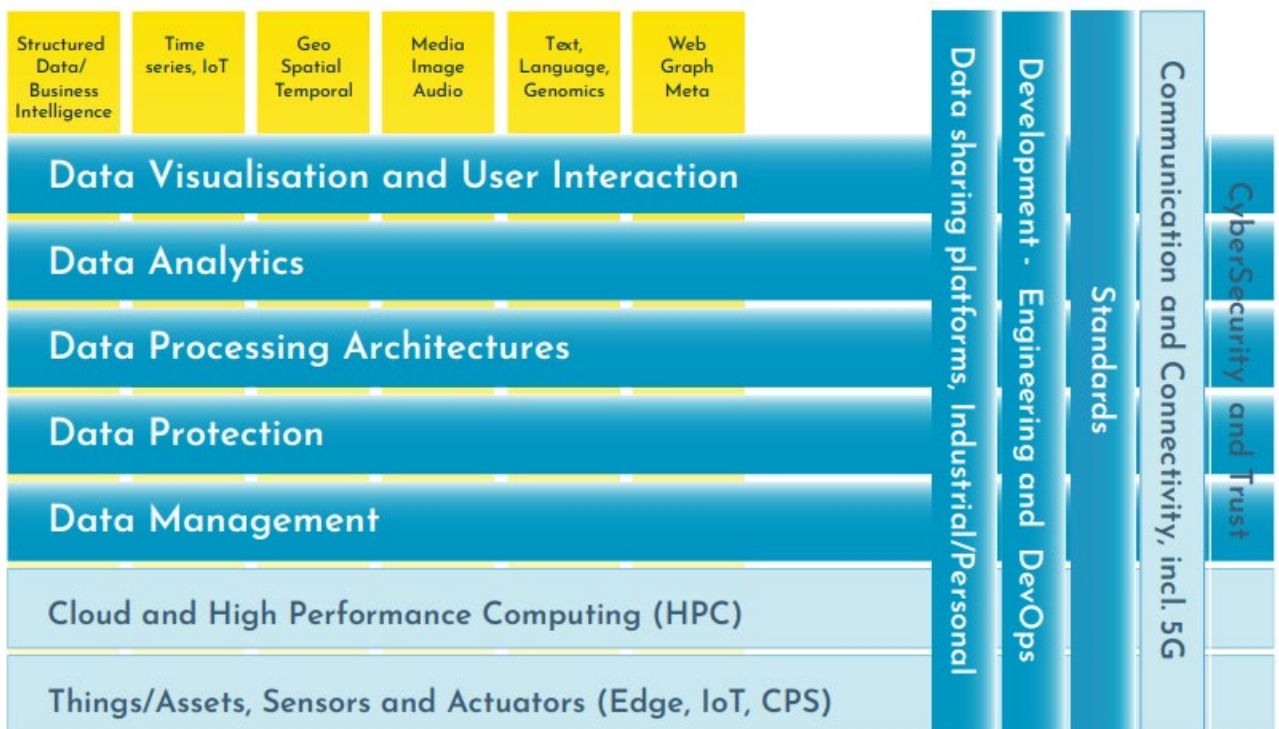 Structured
Data/
Business
Intelligence
Time
series, IoT
Geo
Spatial
Temporal
Media
Image
Audio
Text,
Language,
Genomics
Web
Graph
Meta
Data Visualisation and User Interaction
Data Analytics
Data Processing Architectures
Data Protection
Data Management
Cloud and High Performance Computing (HPC)
Things/Assets, Sensors and Actuators (Edge, IoT, CPS)
Data sharing platforms, Industrial/Personal
Development - Engineering and DevOps
Standards
Communication and Connectivity, incl. 5G
CyberSecurity and Trust